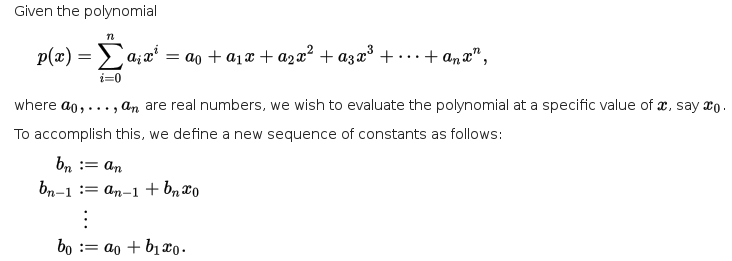 Given the polynomial
p(x) = \sum_{i=0}^{n} a_i x^i = a_0 + a_1 x + a_2 x^2 + a_3 x^3 + \cdots + a_n x^n,
where a_0, \ldots, a_n are real numbers, we wish to evaluate the polynomial at a specific value of x, say x_0.
To accomplish this, we define a new sequence of constants as follows:
b_n := a_n
b_{n-1} := a_{n-1} + b_n x_0
\vdots
b_0 := a_0 + b_1 x_0.